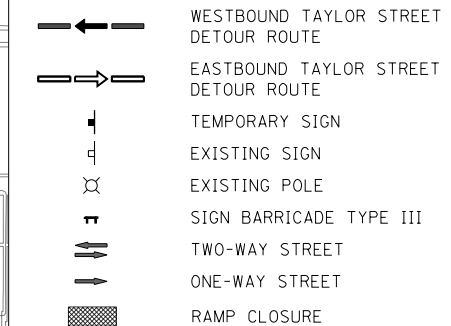 WESTBOUND TAYLOR STREET
DETOUR ROUTE
EASTBOUND TAYLOR STREET
DETOUR ROUTE
TEMPORARY SIGN
EXISTING SIGN
EXISTING POLE
SIGN BARRICADE TYPE III
TWO-WAY STREET
ONE-WAY STREET
RAMP CLOSURE